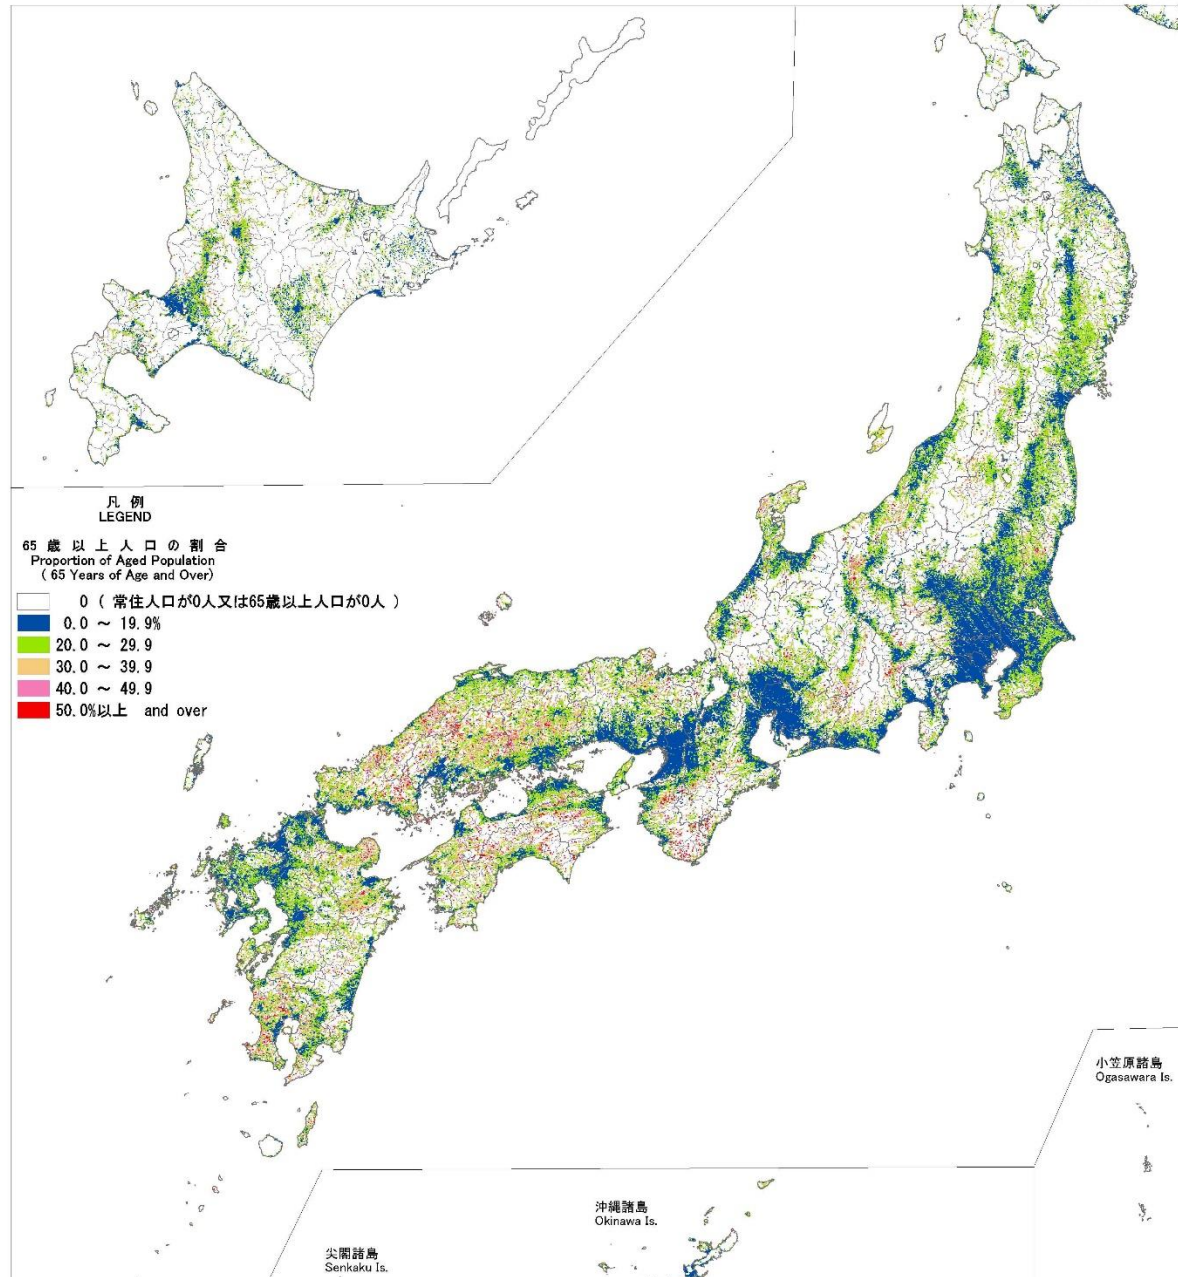 凡 例
LEGEND
65 歳 以 上 人 口 の 割 合
Proportion of Aged Population
( 65 Years of Age and Over)
0 ( 常住人口が0人又は65歳以上人口が0人 )
0.0 ～ 19.9%
20.0 ～ 29.9
30.0 ～ 39.9
40.0 ～ 49.9
50.0%以上 and over
小笠原諸島
Ogasawara Is.
沖縄諸島
Okinawa Is.
尖閣諸島
Senkaku Is.